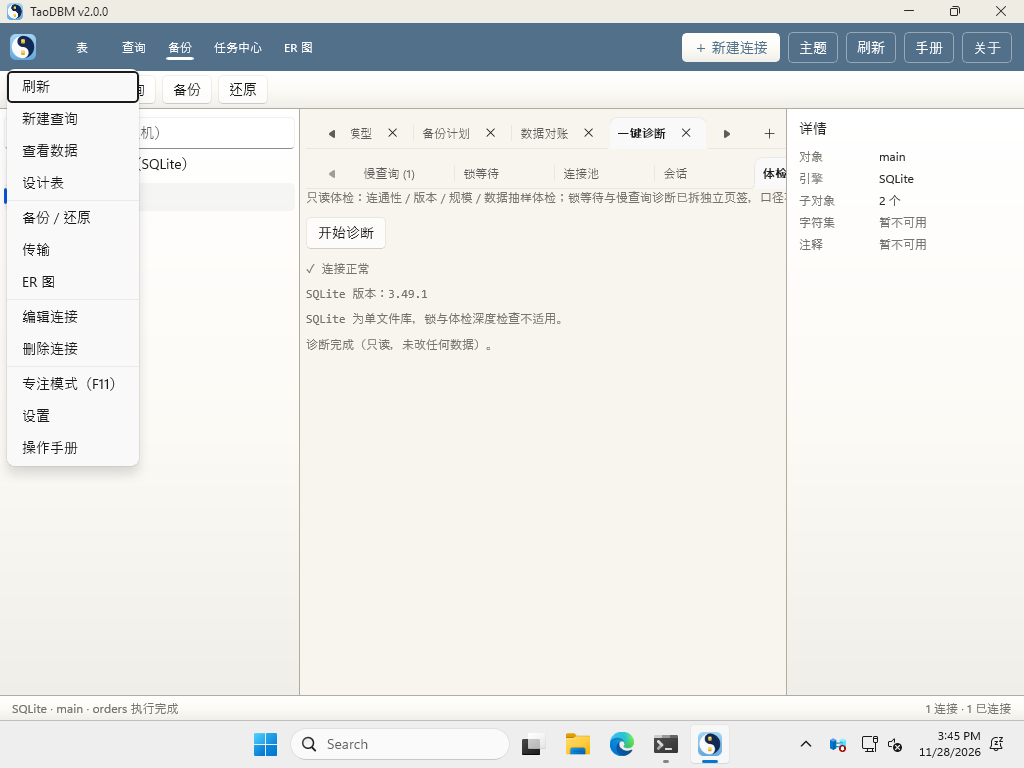 TaoDBM v2.0.0
表 查询 备份 任务中心 ER 图 + 新建连接 主题 刷新 手册 关于
备份 还原
刷新
新建查询
查看数据
设计表
备份 / 还原
传输
ER 图
编辑连接
删除连接
专注模式（F11）
设置
操作手册
机）
(SQLite)
备份计划 数据对账 一键诊断
慢查询 (1) 锁等待 连接池 会话 体检
只读体检：连通性 / 版本 / 规模 / 数据抽样体检；锁等待与慢查询诊断已拆独立页签，口径
开始诊断
✓ 连接正常
SQLite 版本：3.49.1
SQLite 为单文件库，锁与体检深度检查不适用。
诊断完成（只读，未改任何数据）。
详情
对象 main
引擎 SQLite
子对象 2 个
字符集 暂不可用
注释 暂不可用
SQLite · main · orders 执行完成
1 连接 · 1 已连接
Search
3:45 PM
11/28/2026